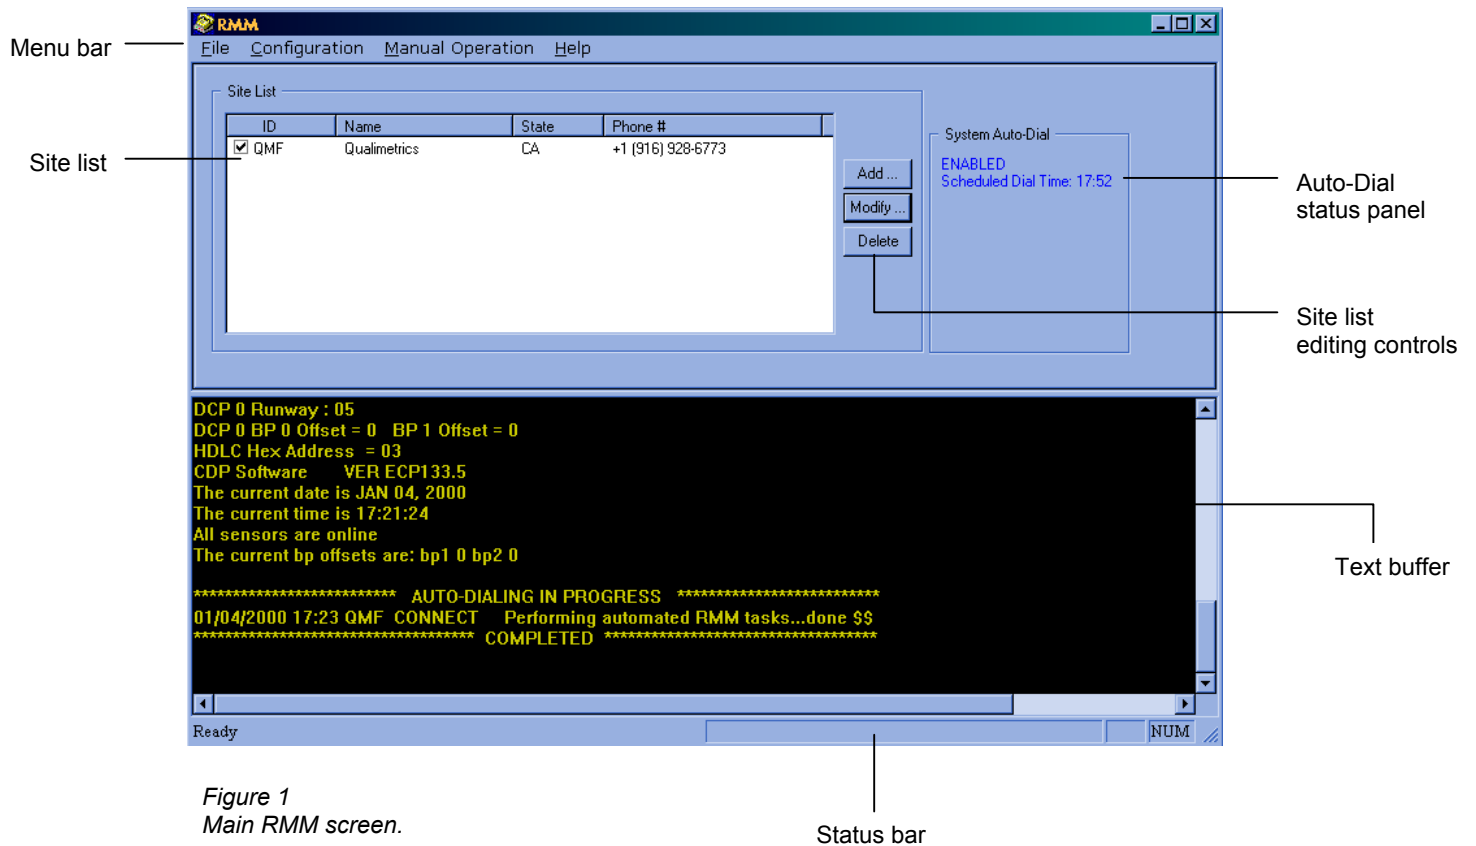 RMM
Menu bar
File Configuration Manual Operation Help
Site List
ID Name State Phone #
QMF Qualimetrics CA +1 (916) 928-6773
Site list
Add ...
Modify ...
Delete
System Auto-Dial
ENABLED
Scheduled Dial Time: 17:52
Auto-Dial
status panel
Site list
editing controls
DCP 0 Runway : 05
DCP 0 BP 0 Offset = 0 BP 1 Offset = 0
HDLC Hex Address = 03
CDP Software VER ECP133.5
The current date is JAN 04, 2000
The current time is 17:21:24
All sensors are online
The current bp offsets are: bp1 0 bp2 0
************************** AUTO-DIALING IN PROGRESS **************************
01/04/2000 17:23 QMF CONNECT Performing automated RMM tasks...done $$
************************************ COMPLETED ***********************************
Text buffer
Ready
NUM
Figure 1
Main RMM screen.
Status bar